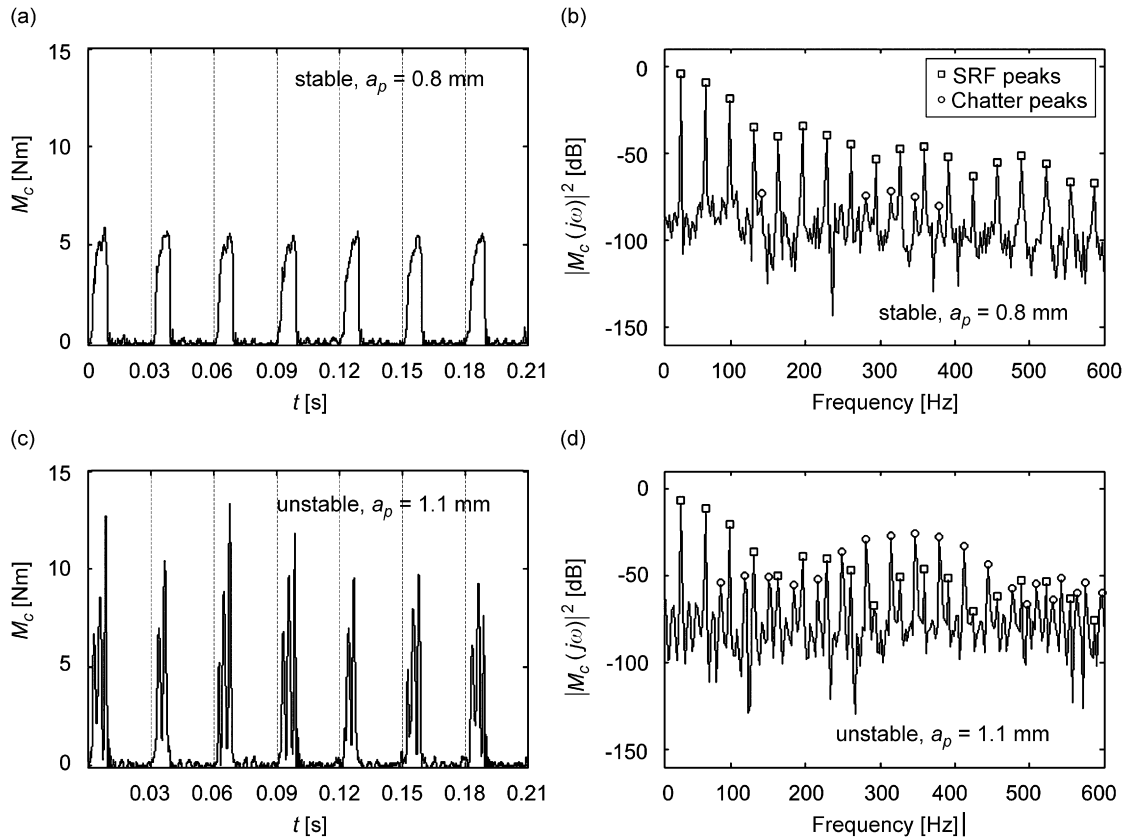 (a)
15
10
5
0
M_c [Nm]
stable, a_p = 0.8 mm
0 0.03 0.06 0.09 0.12 0.15 0.18 0.21
t [s]
(b)
0
-50
-100
-150
|M_c (jω)|² [dB]
SRF peaks
Chatter peaks
stable, a_p = 0.8 mm
0 100 200 300 400 500 600
Frequency [Hz]
(c)
15
10
5
0
M_c [Nm]
unstable, a_p = 1.1 mm
0.03 0.06 0.09 0.12 0.15 0.18 0.21
t [s]
(d)
0
-50
-100
-150
|M_c (jω)|² [dB]
unstable, a_p = 1.1 mm
0 100 200 300 400 500 600
Frequency [Hz]